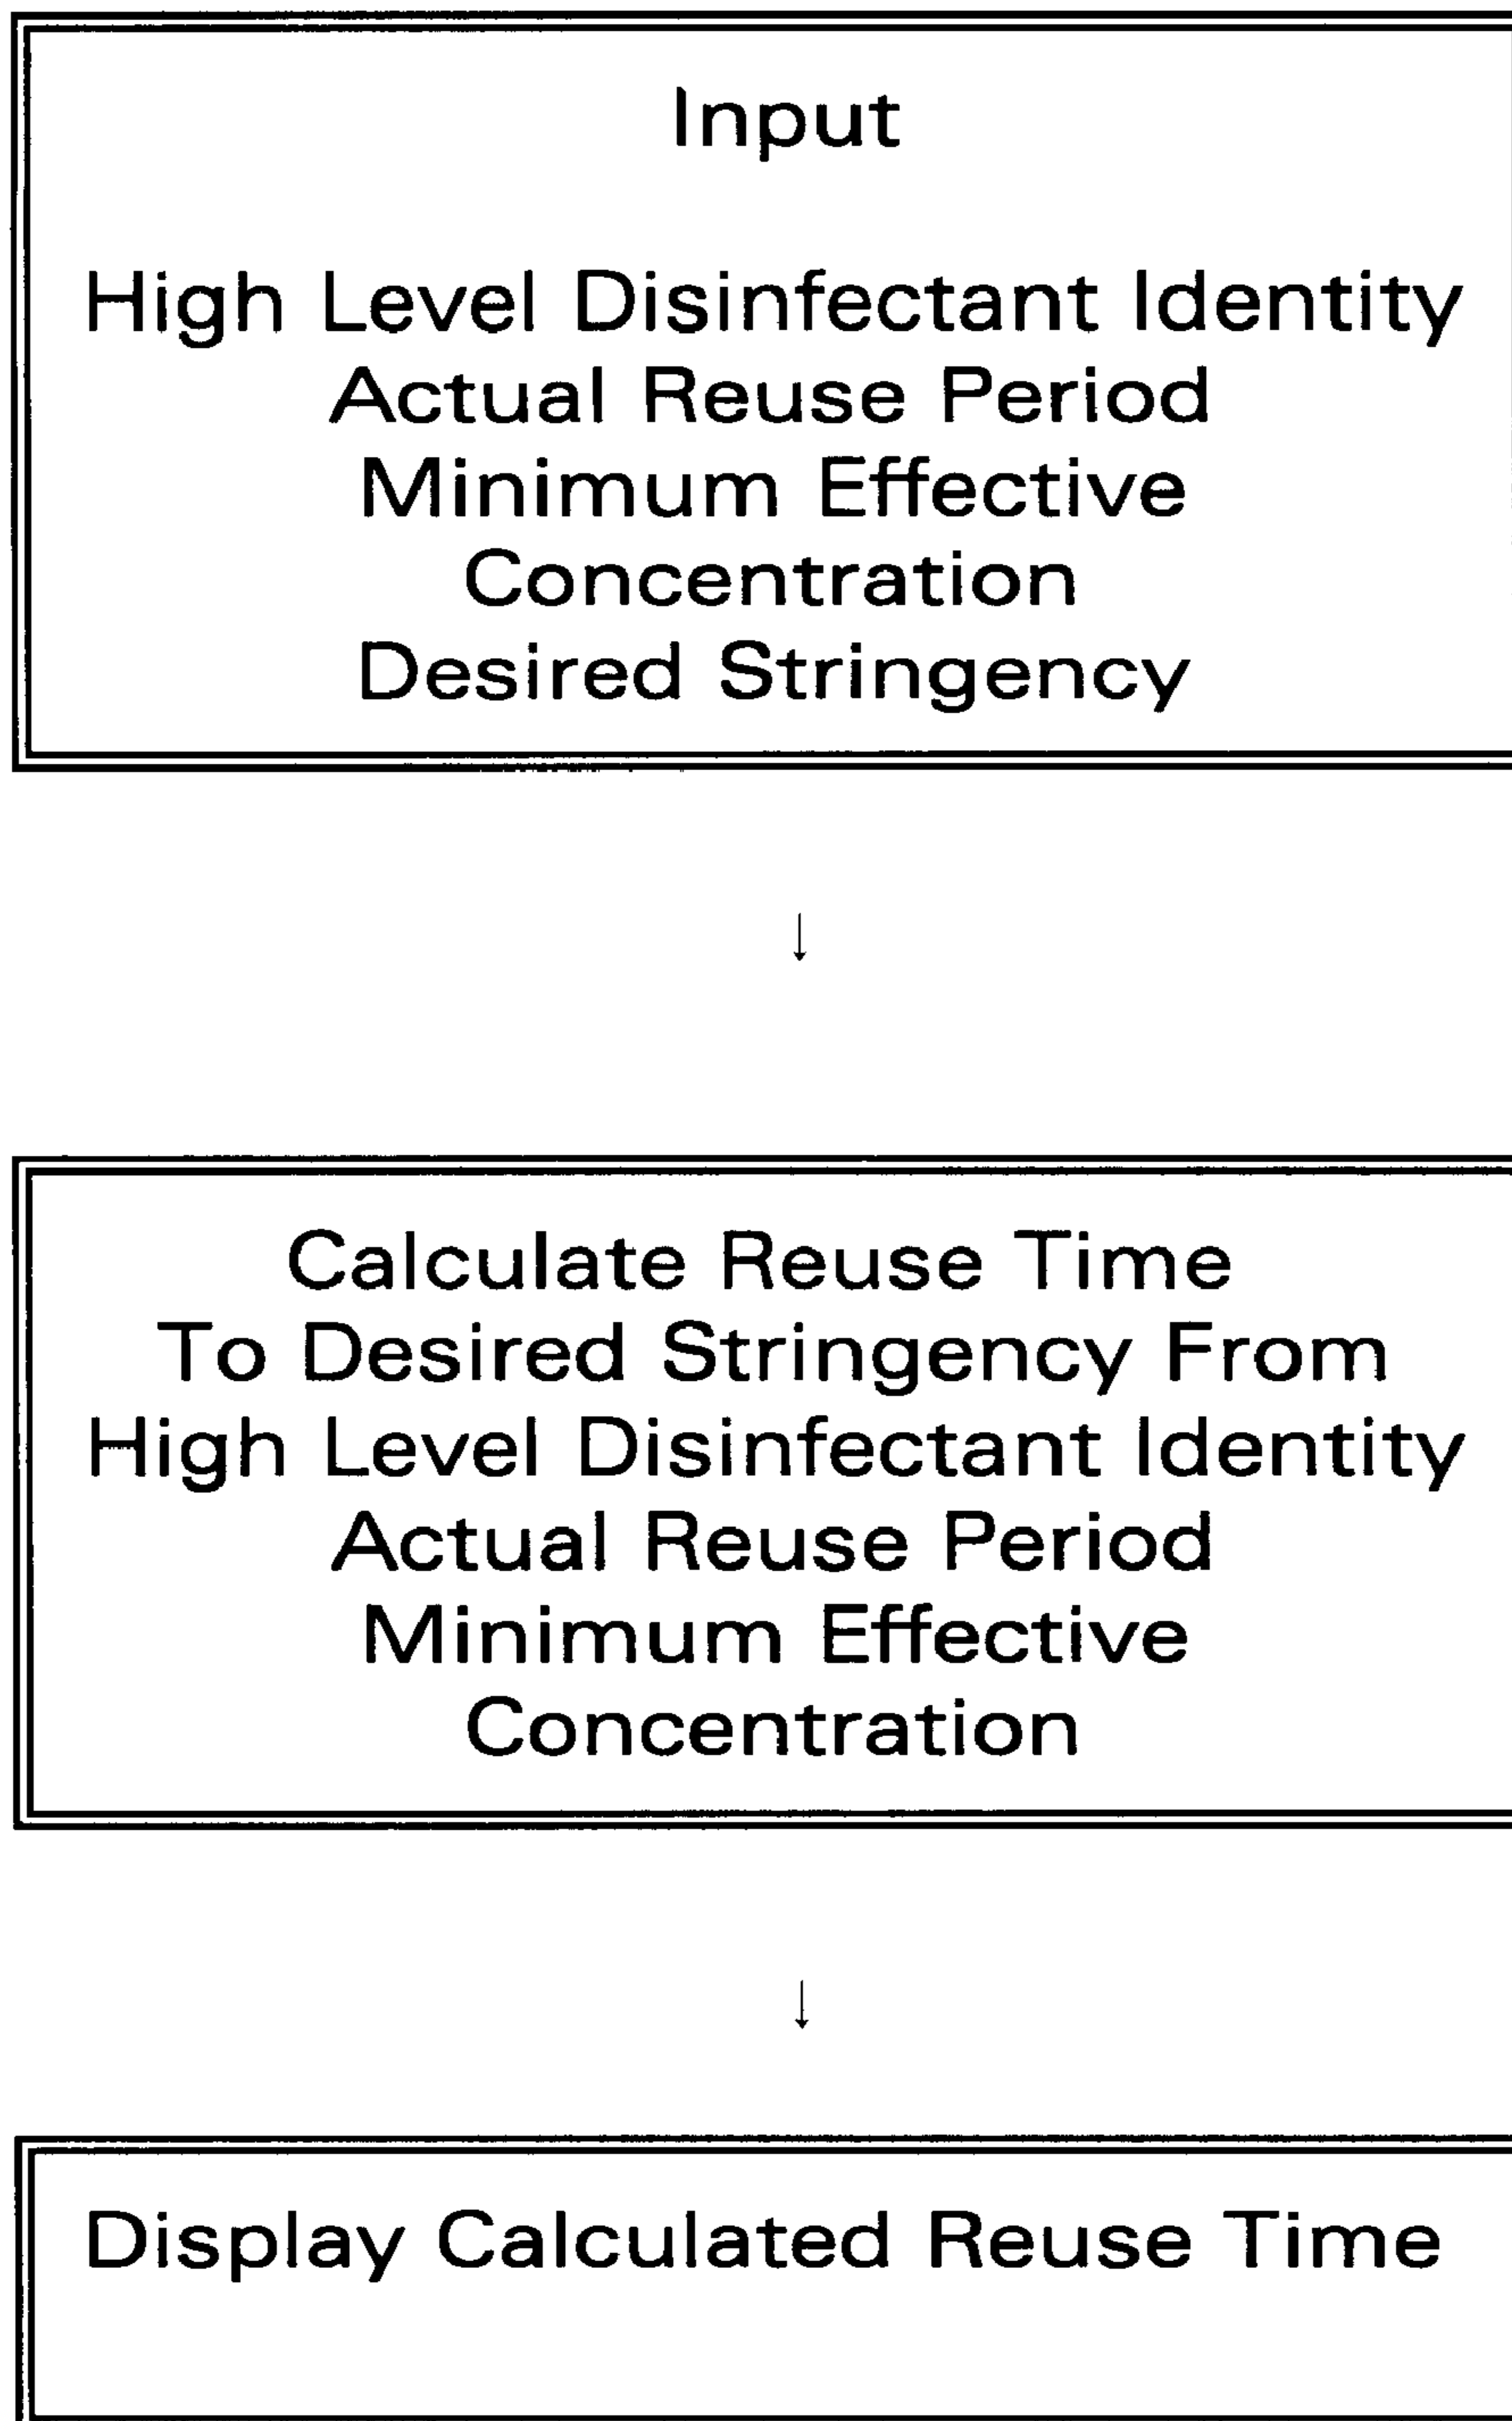 Input
High Level Disinfectant Identity
Actual Reuse Period
Minimum Effective
Concentration
Desired Stringency
↓
Calculate Reuse Time
To Desired Stringency From
High Level Disinfectant Identity
Actual Reuse Period
Minimum Effective
Concentration
↓
Display Calculated Reuse Time